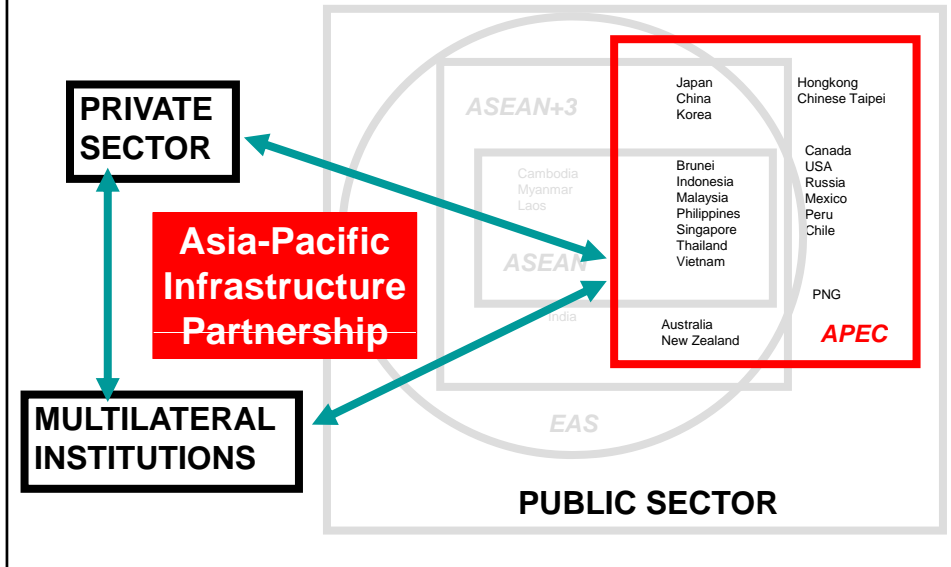 PRIVATE
SECTOR
Asia-Pacific
Infrastructure
Partnership
MULTILATERAL
INSTITUTIONS
ASEAN+3
Cambodia
Myanmar
Laos
ASEAN
India
EAS
Japan
China
Korea
Brunei
Indonesia
Malaysia
Philippines
Singapore
Thailand
Vietnam
Australia
New Zealand
Hongkong
Chinese Taipei
Canada
USA
Russia
Mexico
Peru
Chile
PNG
APEC
PUBLIC SECTOR